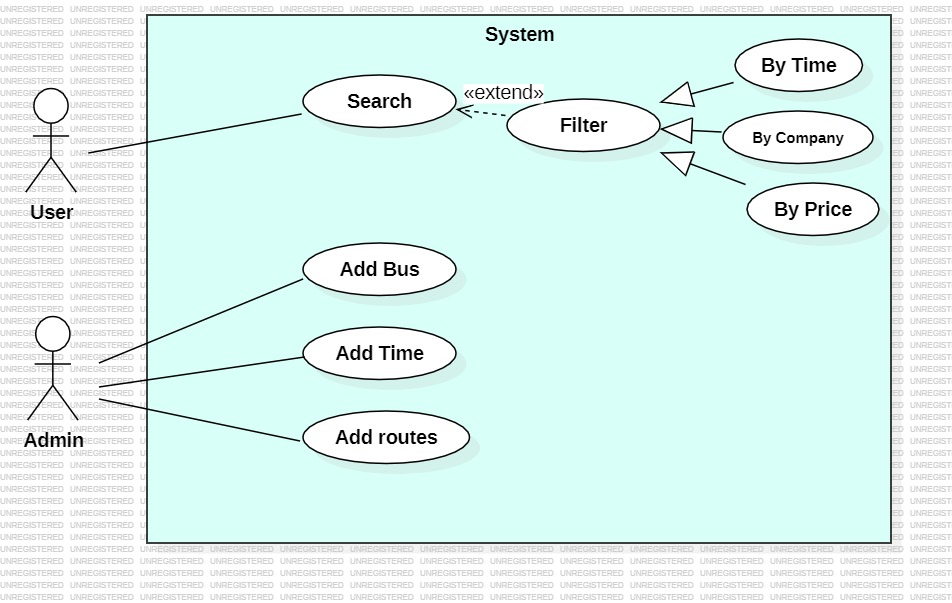 System
By Time
Search
«extend»
Filter
By Company
User
By Price
Add Bus
Add Time
Admin
Add routes
UNREGISTERED